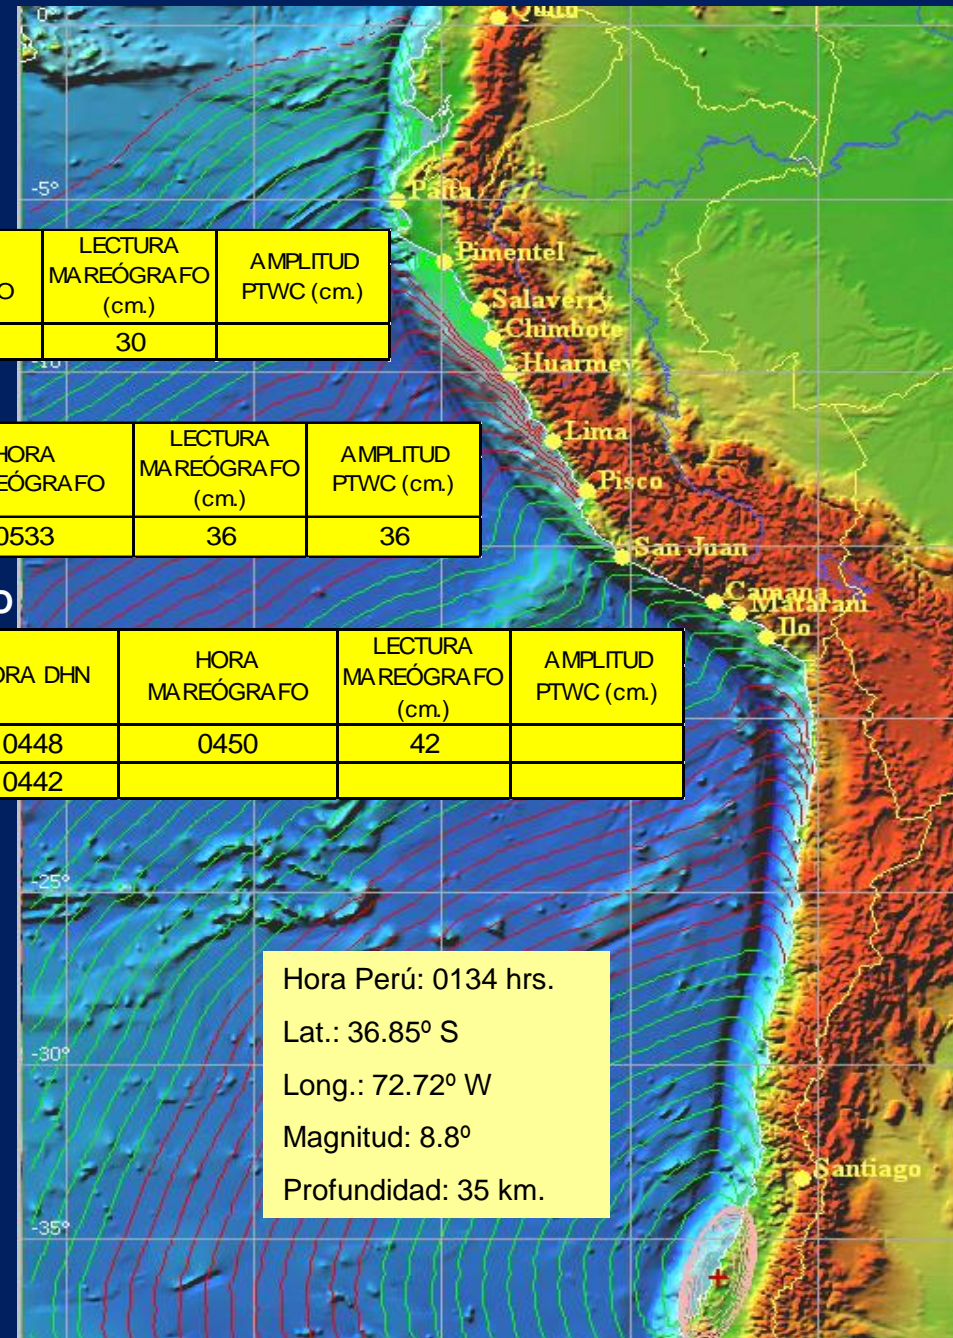 0°
Quito
-5°
Paita
Pimentel
Salaverry
Chimbote
Huarmey
LECTURA
MAREÓGRAFO
(cm.)
AMPLITUD
PTWC (cm.)
O
30
-10°
Lima
Pisco
San Juan
HORA
EÓGRAFO
LECTURA
MAREÓGRAFO
(cm.)
AMPLITUD
PTWC (cm.)
0533
36
36
O
Camana
Matarani
Ilo
ORA DHN
HORA
MAREÓGRAFO
LECTURA
MAREÓGRAFO
(cm.)
AMPLITUD
PTWC (cm.)
0448
0450
42
0442
-25°
Hora Perú: 0134 hrs.
Lat.: 36.85º S
Long.: 72.72º W
Magnitud: 8.8º
Profundidad: 35 km.
-30°
Santiago
-35°